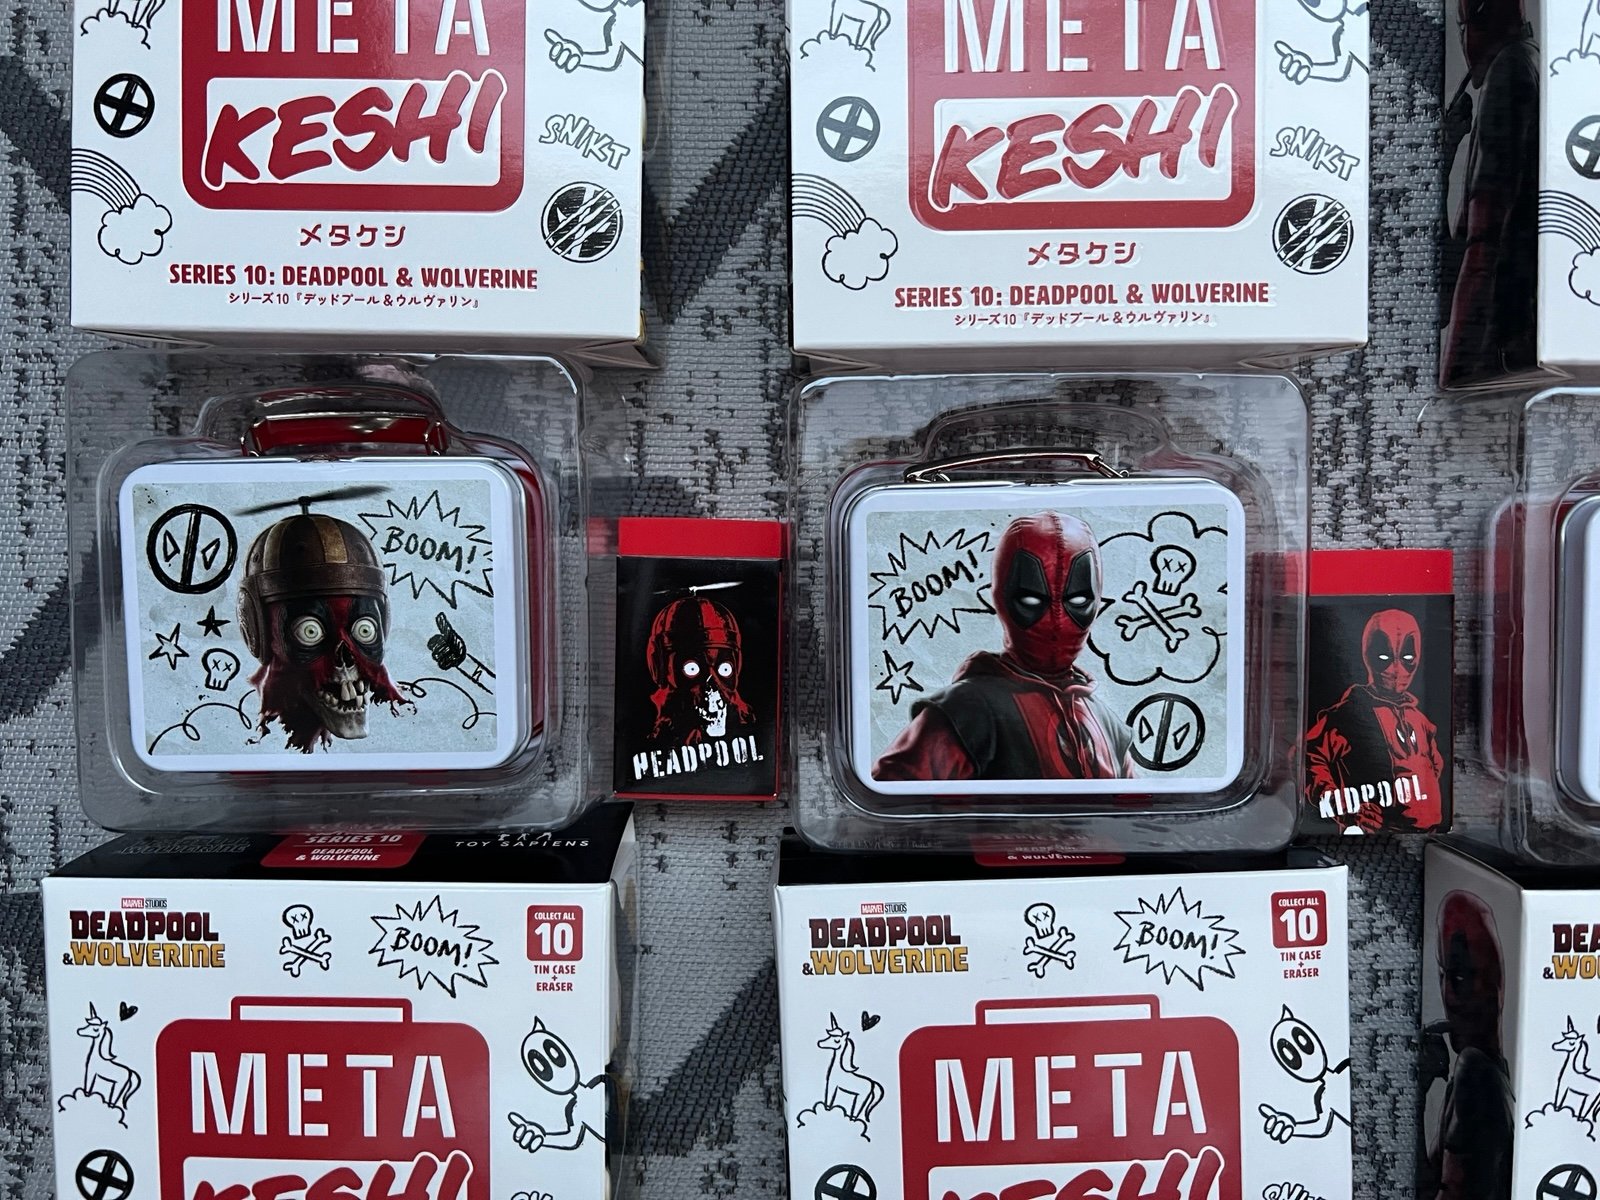 META
KESHI
SNIKT
メタケシ
SERIES 10: DEADPOOL & WOLVERINE
シリーズ10『デッドプール&ウルヴァリン』
META
KESHI
SNIKT
メタケシ
SERIES 10: DEADPOOL & WOLVERINE
シリーズ10『デッドプール&ウルヴァリン』
BOOM!
HEADPOOL
BOOM!
KIDPOOL
SERIES 10
DEADPOOL
& WOLVERINE
TOY SAPIENS
& WOLVERINE
MARVEL STUDIOS
DEADPOOL
& WOLVERINE
BOOM!
COLLECT ALL
10
TIN CASE
+
ERASER
META
KESHI
MARVEL STUDIOS
DEADPOOL
& WOLVERINE
BOOM!
COLLECT ALL
10
TIN CASE
+
ERASER
META
KESHI